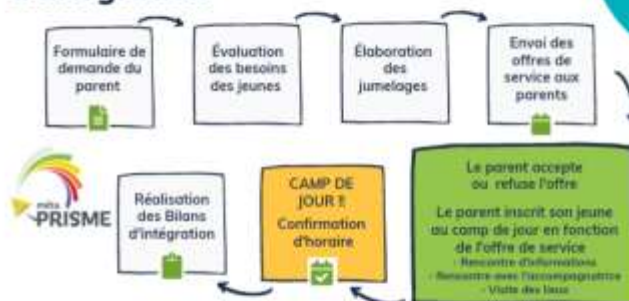 Formulaire de
demande du
parent
Évaluation
des besoins
des jeunes
Élaboration
des
jumelages
Envoi des
offres de
service aux
parents
Le parent accepte
ou refuse l'offre
Le parent inscrit son jeune
au camp de jour en fonction
de l'offre de service
- Rencontre d'informations
- Rencontre avec l'accompagnatrice
- Visite des lieux
CAMP DE
JOUR !!
Confirmation
d'horaire
Réalisation
des Bilans
d'intégration
PRISME